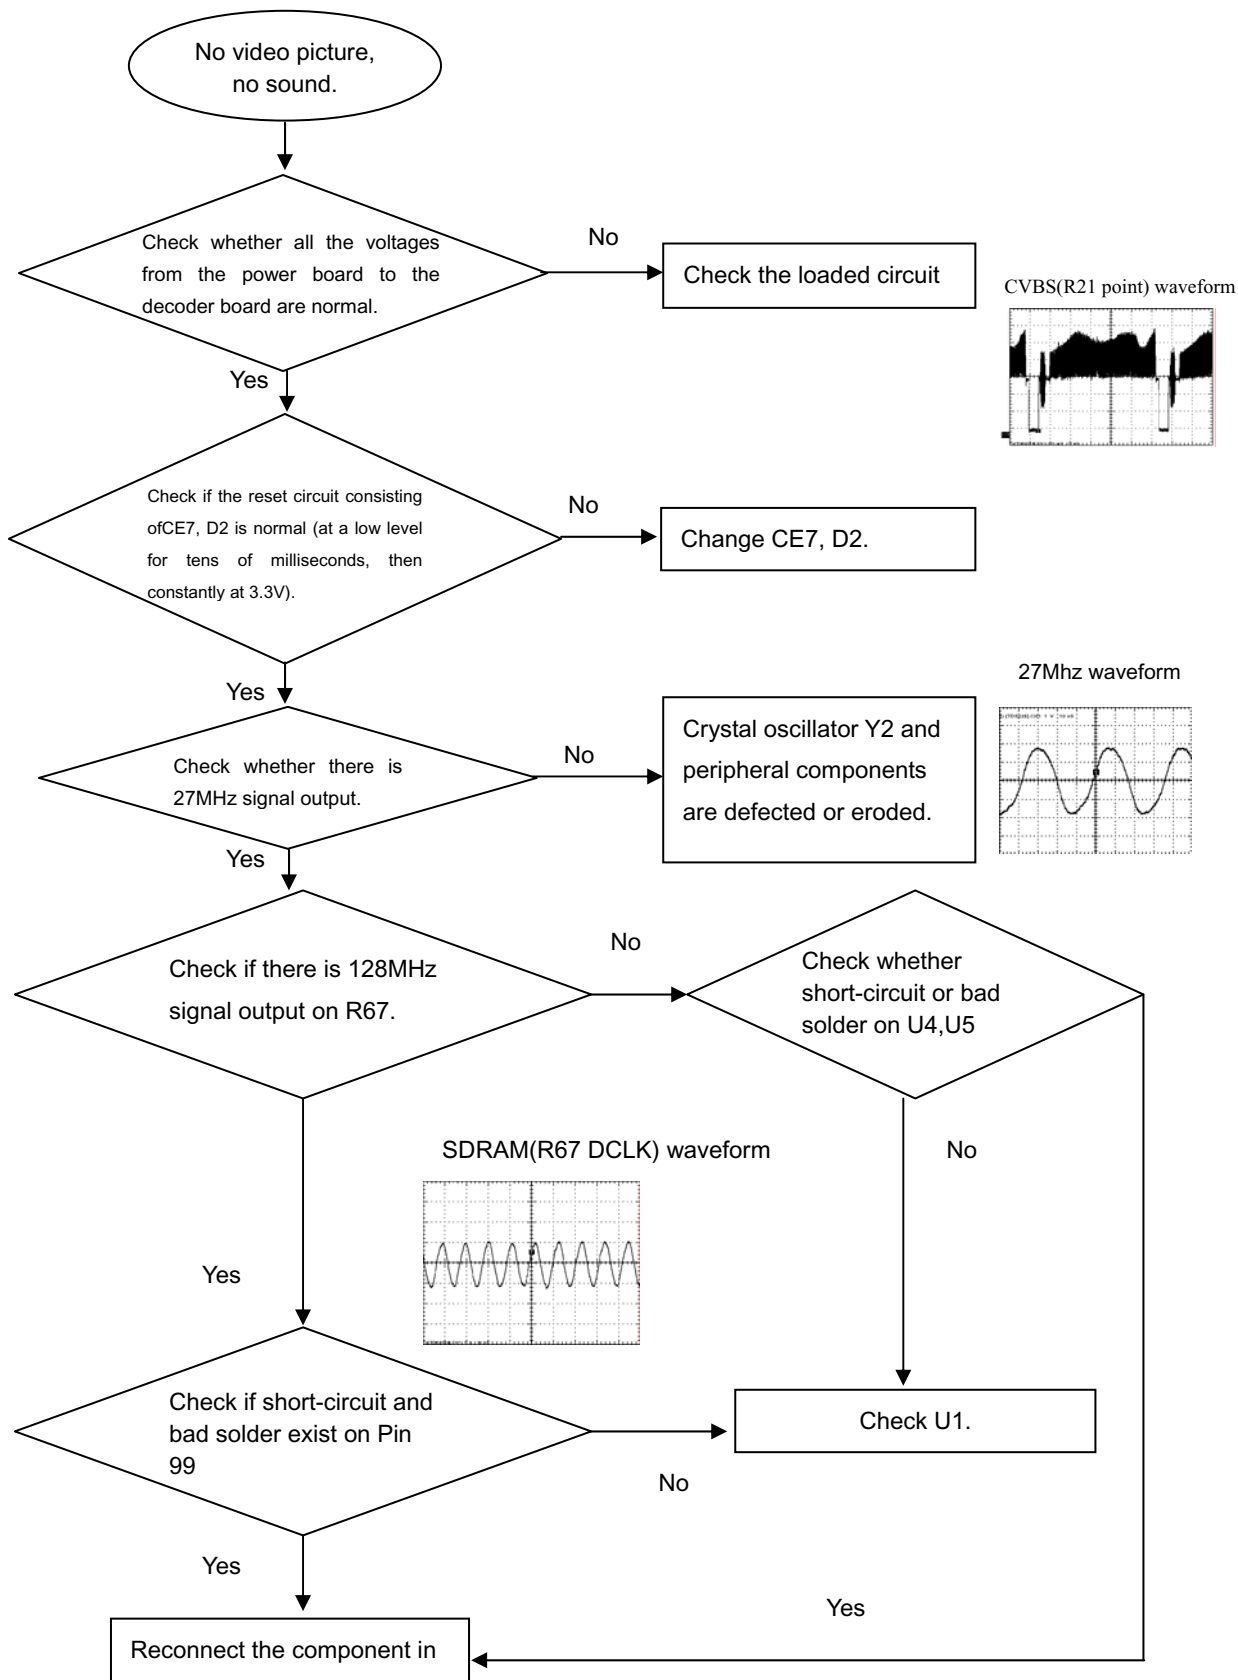 No video picture,
no sound.
Check whether all the voltages
from the power board to the
decoder board are normal.
No
Check the loaded circuit
CVBS(R21 point) waveform
Yes
Check if the reset circuit consisting
ofCE7, D2 is normal (at a low level
for tens of milliseconds, then
constantly at 3.3V).
No
Change CE7, D2.
Yes
27Mhz waveform
Check whether there is
27MHz signal output.
No
Crystal oscillator Y2 and
peripheral components
are defected or eroded.
Yes
Check if there is 128MHz
signal output on R67.
No
Check whether
short-circuit or bad
solder on U4,U5
No
SDRAM(R67 DCLK) waveform
Yes
Check if short-circuit and
bad solder exist on Pin
99
No
Check U1.
Yes
Yes
Reconnect the component in